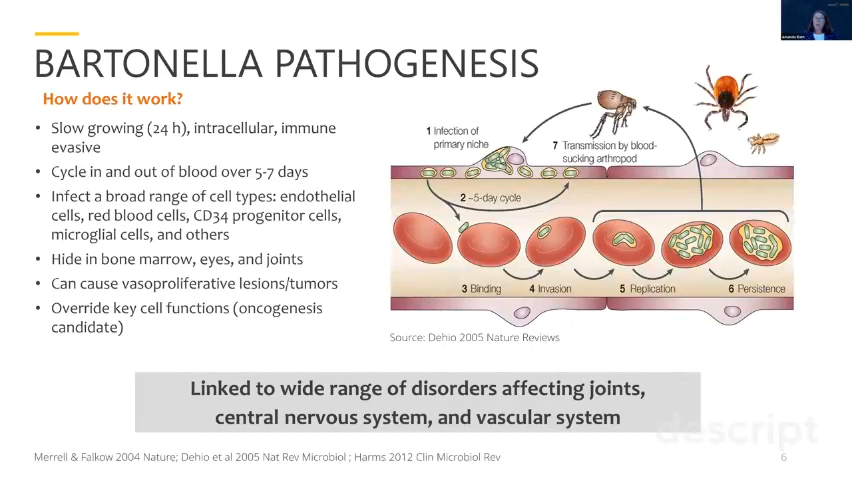 BARTONELLA PATHOGENESIS
How does it work?
• Slow growing (24 h), intracellular, immune
evasive
• Cycle in and out of blood over 5-7 days
• Infect a broad range of cell types: endothelial
cells, red blood cells, CD34 progenitor cells,
microglial cells, and others
• Hide in bone marrow, eyes, and joints
• Can cause vasoproliferative lesions/tumors
• Override key cell functions (oncogenesis
candidate)
1 Infection of
primary niche
7 Transmission by blood-
sucking arthropod
2 ~5-day cycle
3 Binding
4 Invasion
5 Replication
6 Persistence
Source: Dehio 2005 Nature Reviews
Linked to wide range of disorders affecting joints,
central nervous system, and vascular system
descript
Merrell & Falkow 2004 Nature; Dehio et al 2005 Nat Rev Microbiol ; Harms 2012 Clin Microbiol Rev
6